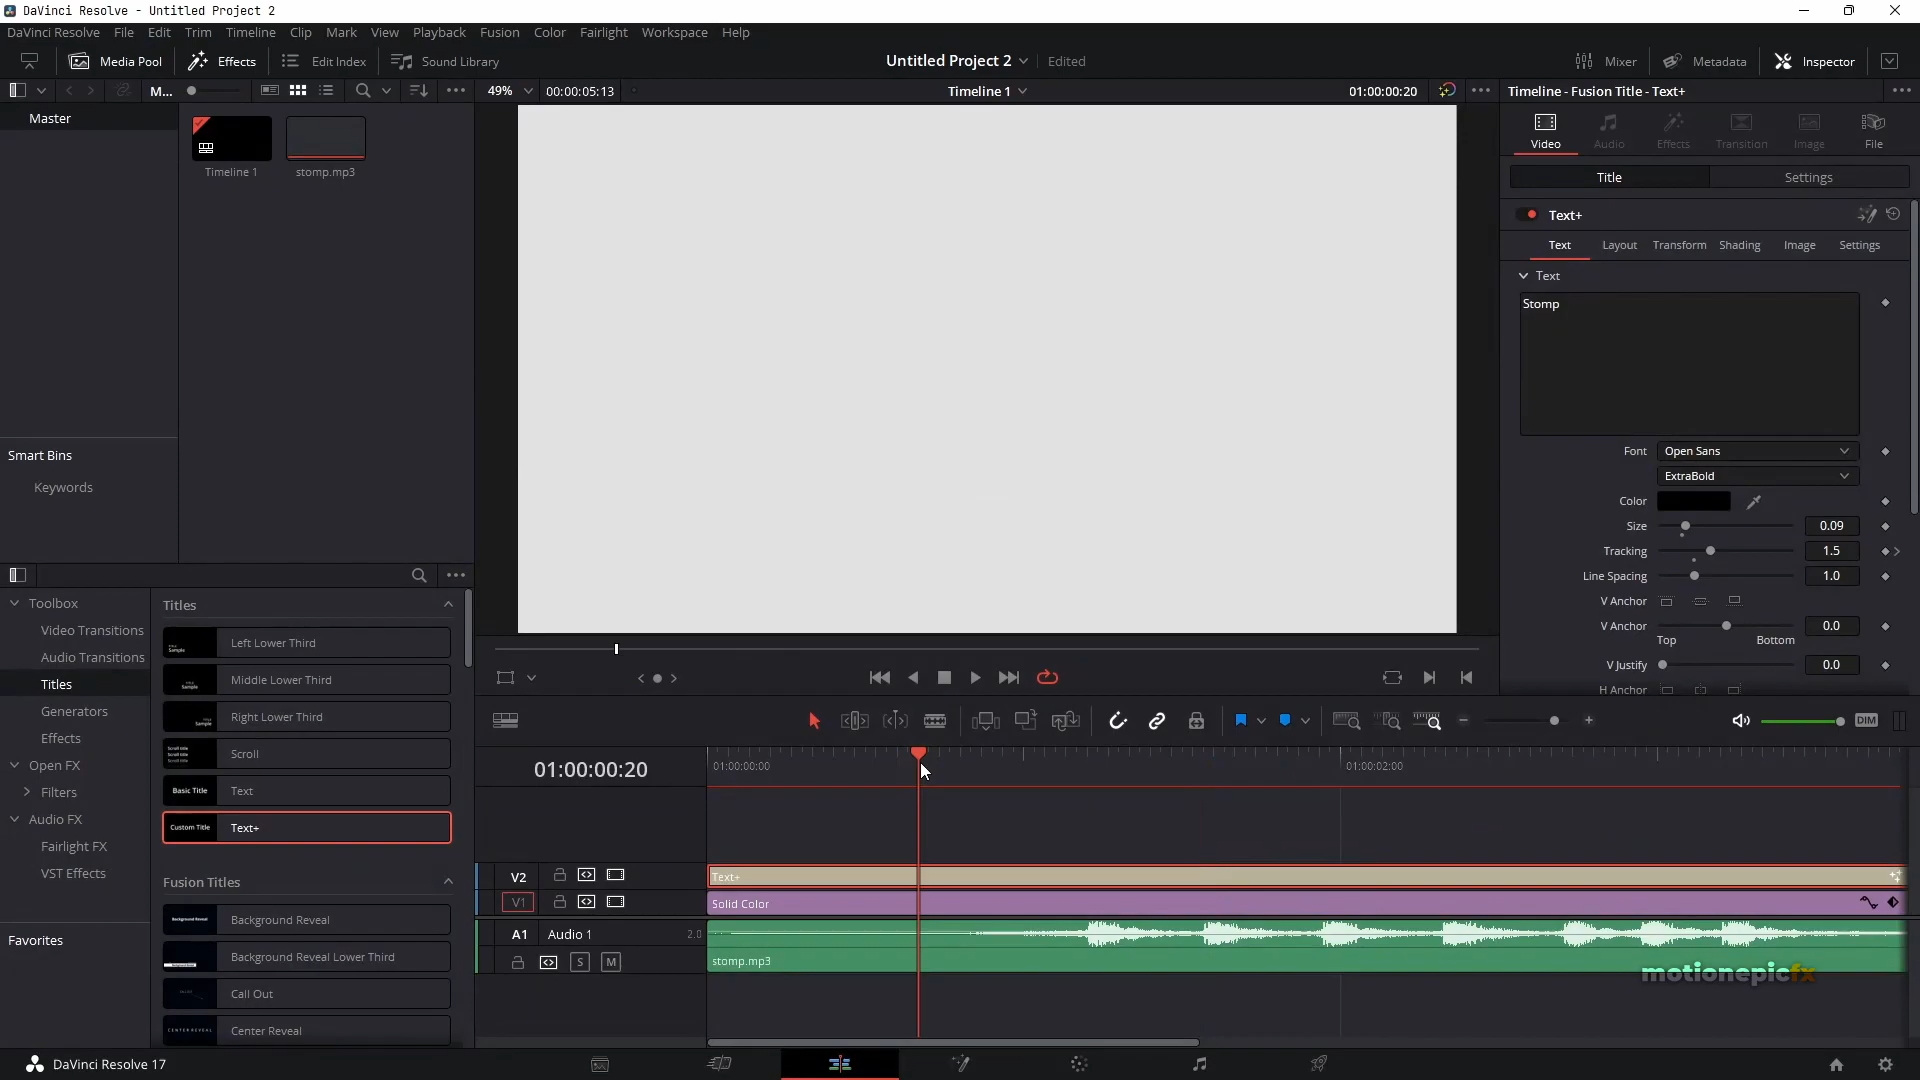 DaVinci Resolve - Untitled Project 2
DaVinci Resolve File Edit Trim Timeline Clip Mark View Playback Fusion Color Fairlight Workspace Help
Media Pool Effects Edit Index Sound Library Untitled Project 2 Edited Mixer Metadata Inspector
M... 49% 00:00:05:13 Timeline 1 01:00:00:20 Timeline - Fusion Title - Text+
Master
Timeline 1 stomp.mp3
Smart Bins
Keywords
Video Audio Effects Transition Image File
Title Settings
Text+
Text Layout Transform Shading Image Settings
Text
Stomp
Font Open Sans
ExtraBold
Color
Size 0.09
Tracking 1.5
Line Spacing 1.0
V Anchor
V Anchor 0.0
Top Bottom
V Justify 0.0
H Anchor
Toolbox
Video Transitions
Audio Transitions
Titles
Generators
Effects
Open FX
Filters
Audio FX
Fairlight FX
VST Effects
Favorites
Titles
Left Lower Third
Middle Lower Third
Right Lower Third
Scroll
Basic Title Text
Custom Title Text+
Fusion Titles
Background Reveal Background Reveal
Background Reveal Lower Third
Call Out
CENTER REVEAL Center Reveal
DIM
01:00:00:20 01:00:00:00 01:00:02:00
V2 Text+
V1 Solid Color
A1 Audio 1 2.0
S M stomp.mp3
motionepicfx
DaVinci Resolve 17